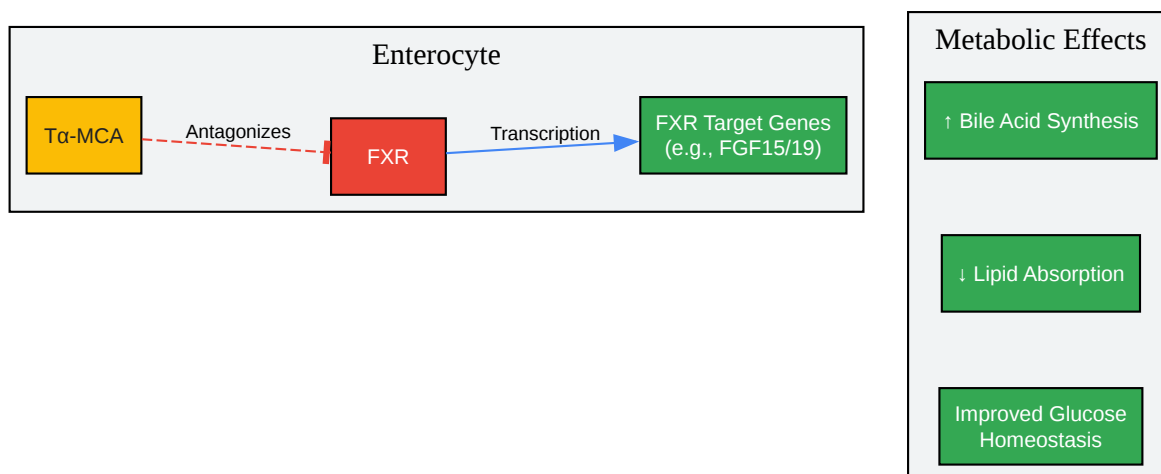 Enterocyte
Tα-MCA
Antagonizes
FXR
Transcription
FXR Target Genes
(e.g., FGF15/19)
Metabolic Effects
↑ Bile Acid Synthesis
↓ Lipid Absorption
Improved Glucose
Homeostasis